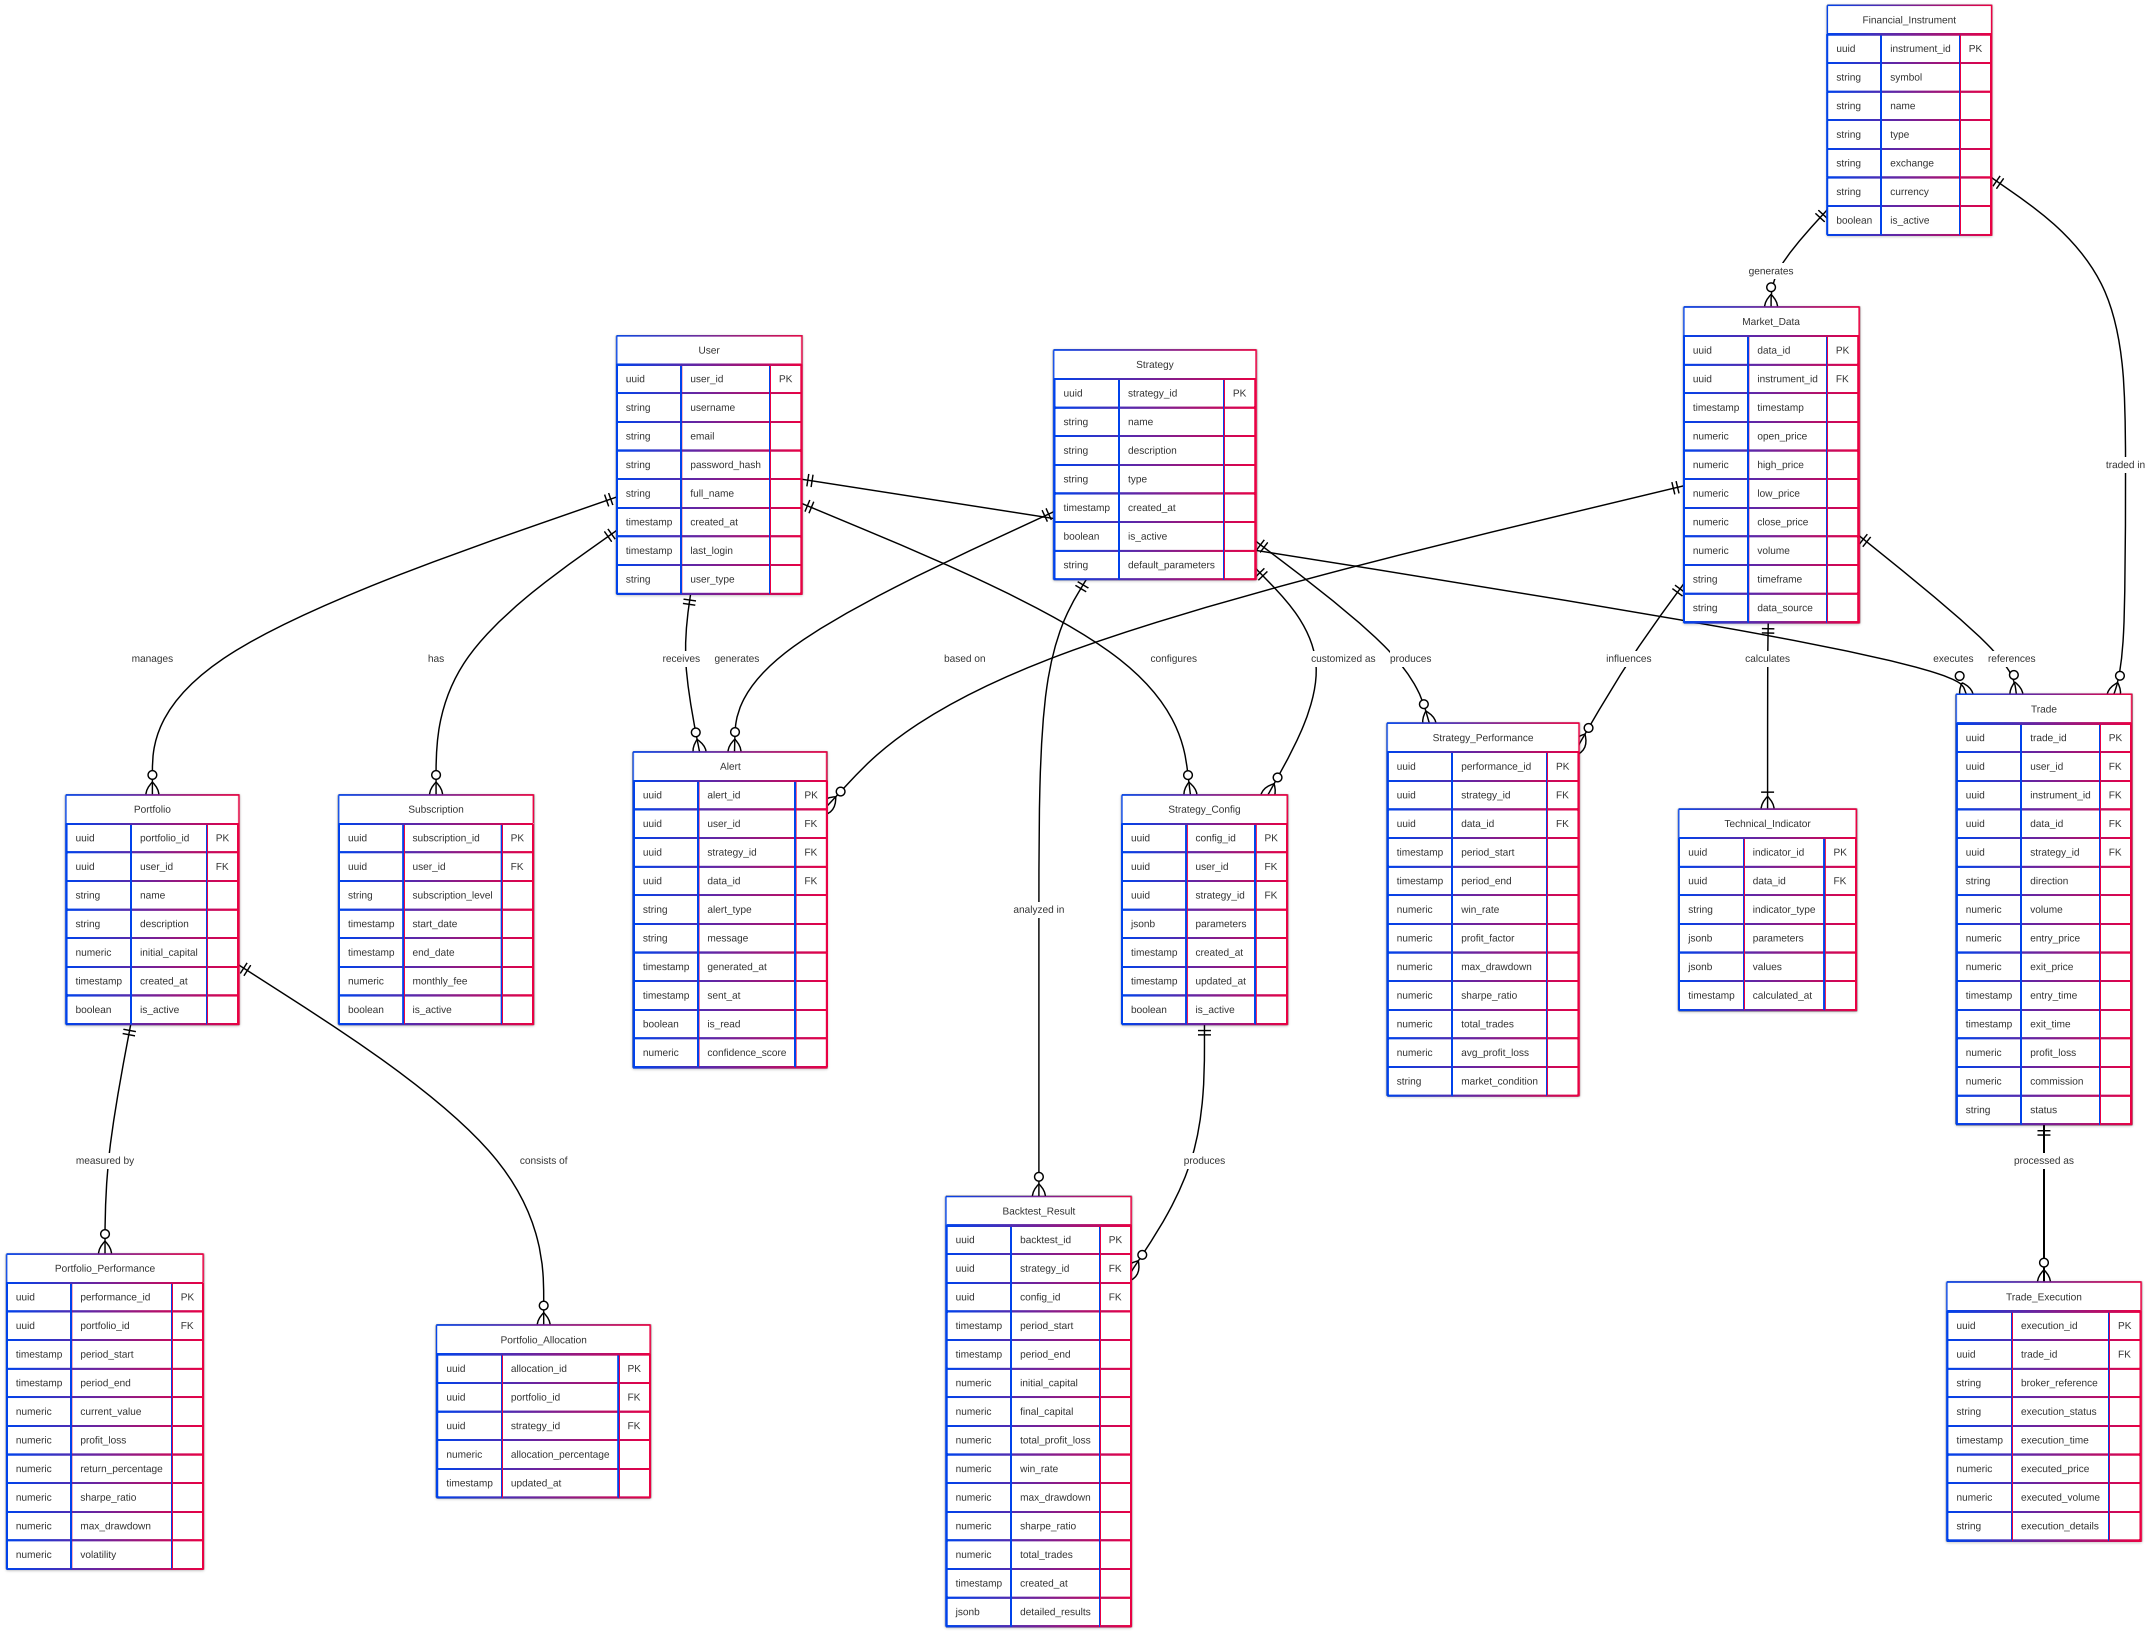 Financial_Instrument
uuid instrument_id PK
string symbol
string name
string type
string exchange
string currency
boolean is_active
generates
traded in
Market_Data
uuid data_id PK
uuid instrument_id FK
timestamp timestamp
numeric open_price
numeric high_price
numeric low_price
numeric close_price
numeric volume
string timeframe
string data_source
User
uuid user_id PK
string username
string email
string password_hash
string full_name
timestamp created_at
timestamp last_login
string user_type
Strategy
uuid strategy_id PK
string name
string description
string type
timestamp created_at
boolean is_active
string default_parameters
manages
has
receives
generates
based on
configures
customized as
produces
influences
calculates
executes
references
Portfolio
uuid portfolio_id PK
uuid user_id FK
string name
string description
numeric initial_capital
timestamp created_at
boolean is_active
Subscription
uuid subscription_id PK
uuid user_id FK
string subscription_level
timestamp start_date
timestamp end_date
numeric monthly_fee
boolean is_active
Alert
uuid alert_id PK
uuid user_id FK
uuid strategy_id FK
uuid data_id FK
string alert_type
string message
timestamp generated_at
timestamp sent_at
boolean is_read
numeric confidence_score
analyzed in
Strategy_Config
uuid config_id PK
uuid user_id FK
uuid strategy_id FK
jsonb parameters
timestamp created_at
timestamp updated_at
boolean is_active
Strategy_Performance
uuid performance_id PK
uuid strategy_id FK
uuid data_id FK
timestamp period_start
timestamp period_end
numeric win_rate
numeric profit_factor
numeric max_drawdown
numeric sharpe_ratio
numeric total_trades
numeric avg_profit_loss
string market_condition
Technical_Indicator
uuid indicator_id PK
uuid data_id FK
string indicator_type
jsonb parameters
jsonb values
timestamp calculated_at
Trade
uuid trade_id PK
uuid user_id FK
uuid instrument_id FK
uuid data_id FK
uuid strategy_id FK
string direction
numeric volume
numeric entry_price
numeric exit_price
timestamp entry_time
timestamp exit_time
numeric profit_loss
numeric commission
string status
measured by
consists of
produces
processed as
Portfolio_Performance
uuid performance_id PK
uuid portfolio_id FK
timestamp period_start
timestamp period_end
numeric current_value
numeric profit_loss
numeric return_percentage
numeric sharpe_ratio
numeric max_drawdown
numeric volatility
Portfolio_Allocation
uuid allocation_id PK
uuid portfolio_id FK
uuid strategy_id FK
numeric allocation_percentage
timestamp updated_at
Backtest_Result
uuid backtest_id PK
uuid strategy_id FK
uuid config_id FK
timestamp period_start
timestamp period_end
numeric initial_capital
numeric final_capital
numeric total_profit_loss
numeric win_rate
numeric max_drawdown
numeric sharpe_ratio
numeric total_trades
timestamp created_at
jsonb detailed_results
Trade_Execution
uuid execution_id PK
uuid trade_id FK
string broker_reference
string execution_status
timestamp execution_time
numeric executed_price
numeric executed_volume
string execution_details